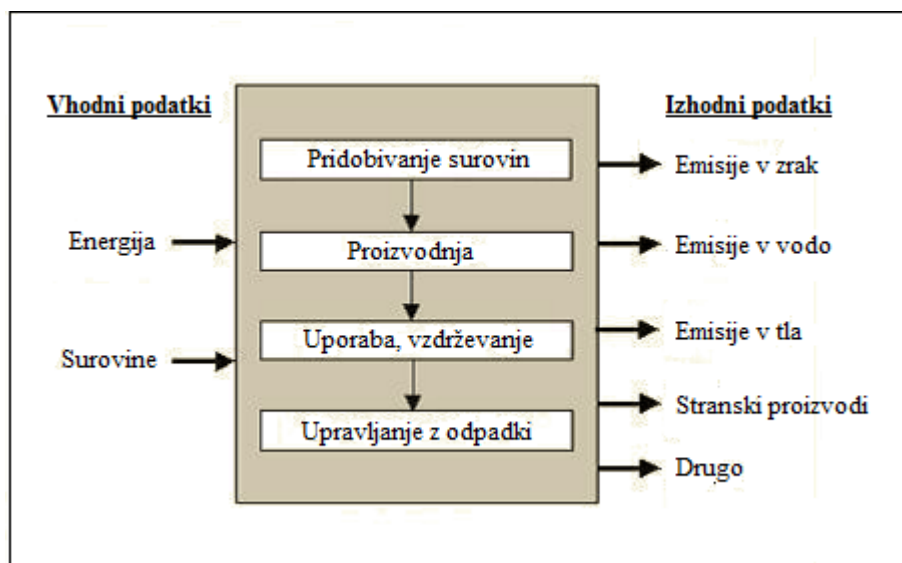 Vhodni podatki
Energija
Surovine
Pridobivanje surovin
Proizvodnja
Uporaba, vzdrževanje
Upravljanje z odpadki
Izhodni podatki
Emisije v zrak
Emisije v vodo
Emisije v tla
Stranski proizvodi
Drugo